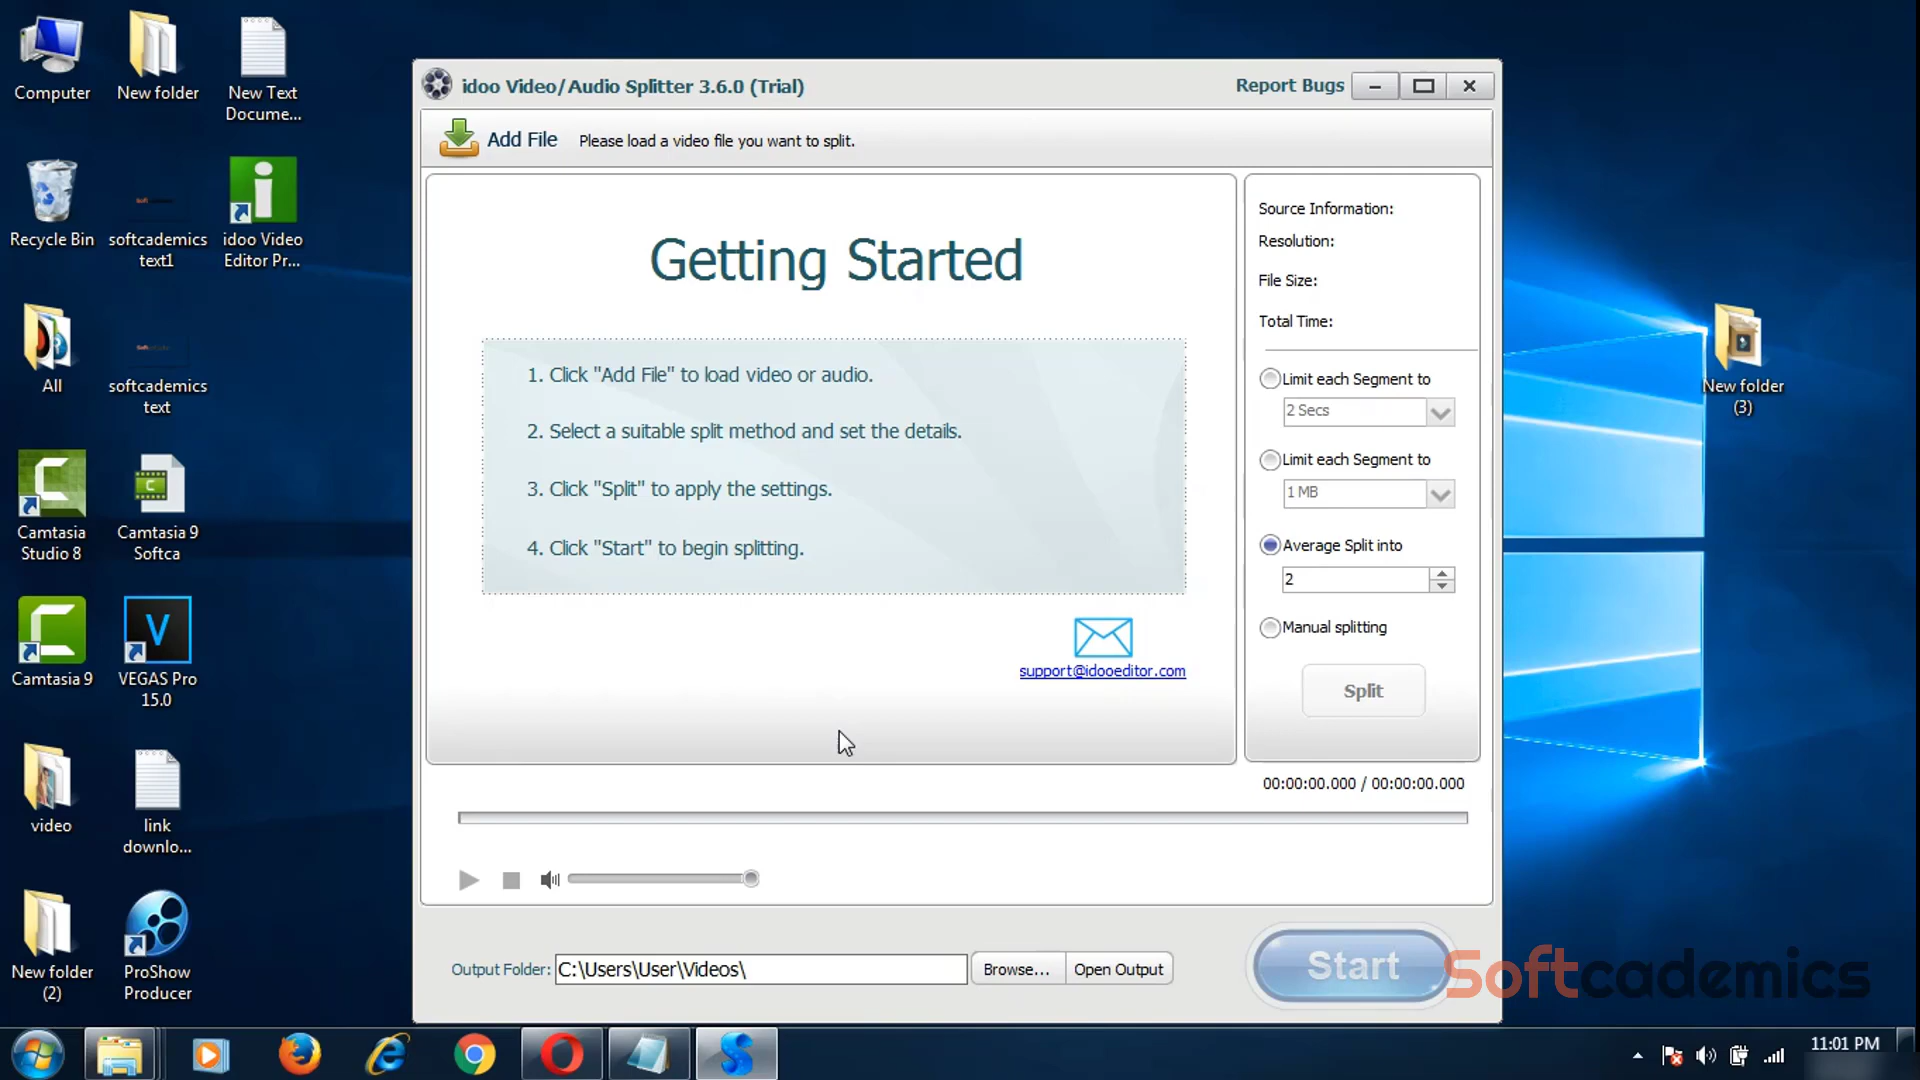 Computer
New folder
New Text
Docume...
Recycle Bin
softcademics
text1
idoo Video
Editor Pr...
All
softcademics
text
Camtasia
Studio 8
Camtasia 9
Softca
Camtasia 9
VEGAS Pro
15.0
video
link
downlo...
New folder
(2)
ProShow
Producer
idoo Video/Audio Splitter 3.6.0 (Trial)
Report Bugs
Add File
Please load a video file you want to split.
Getting Started
1. Click "Add File" to load video or audio.
2. Select a suitable split method and set the details.
3. Click "Split" to apply the settings.
4. Click "Start" to begin splitting.
support@idooeditor.com
Source Information:
Resolution:
File Size:
Total Time:
Limit each Segment to
2 Secs
Limit each Segment to
1 MB
Average Split into
2
Manual splitting
Split
00:00:00.000 / 00:00:00.000
Output Folder:
C:\Users\User\Videos\
Browse...
Open Output
Start
New folder
(3)
Softcademics
11:01 PM